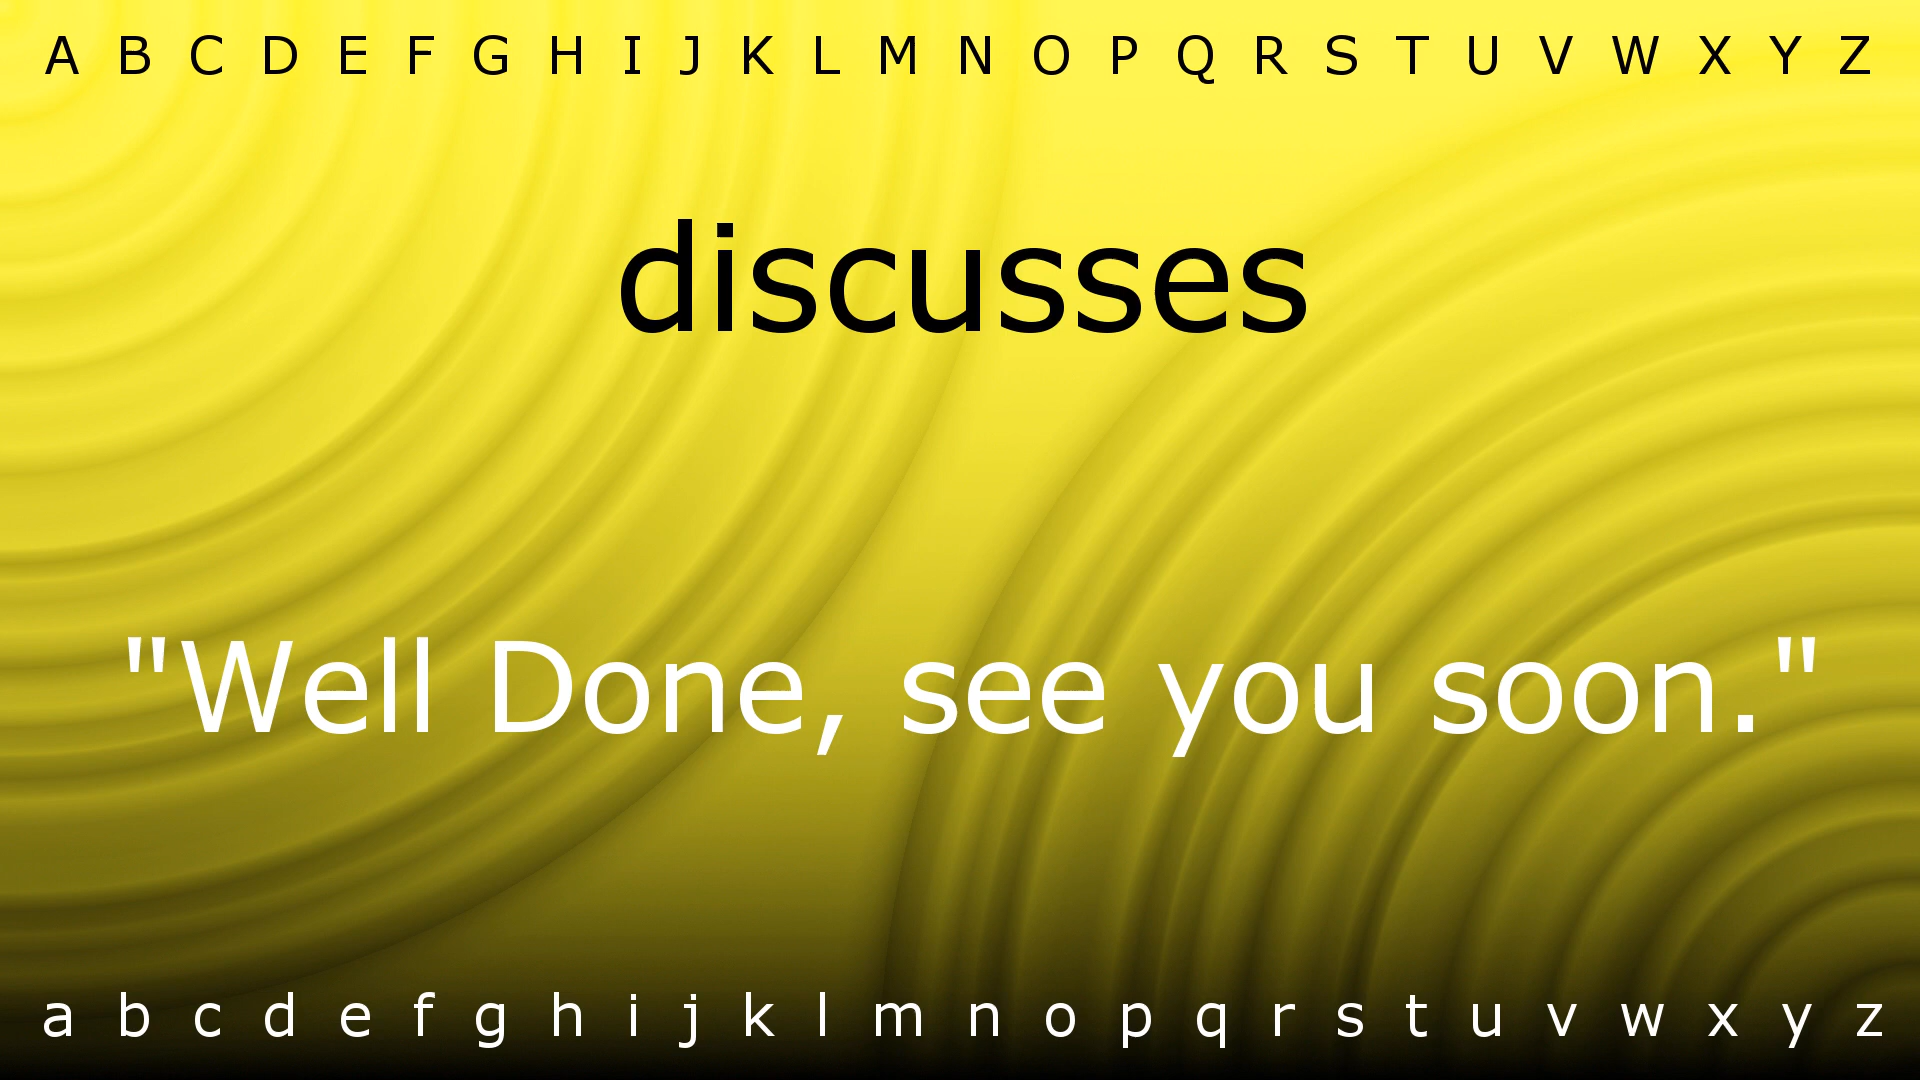 A B C D E F G H I J K L M N O P Q R S T U V W X Y Z
discusses
"Well Done, see you soon."
a b c d e f g h i j k l m n o p q r s t u v w x y z